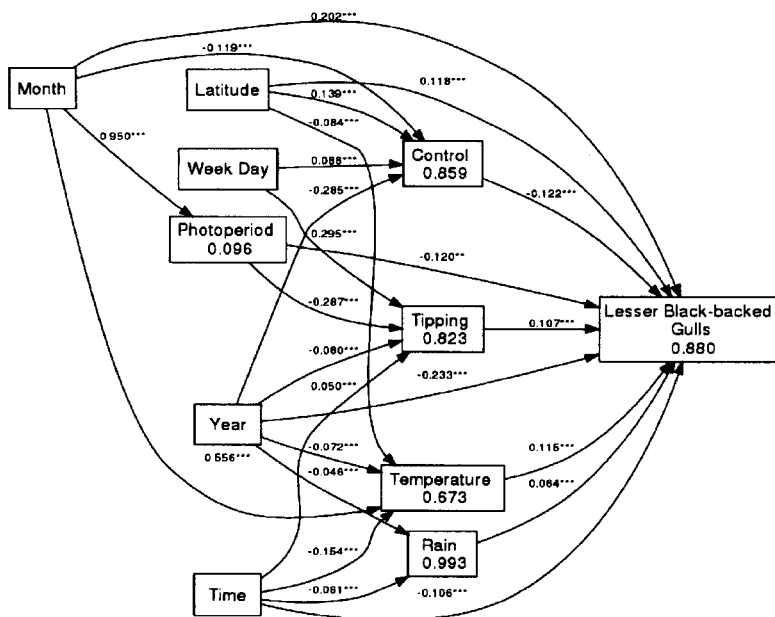 0.202***
-0.119***
Month
Latitude
0.118***
0.139***
-0.084***
0.950***
Control
0.859
Week Day
0.088***
-0.122***
-0.285***
Photoperiod
0.096
0.295***
-0.120**
-0.287***
Tipping
0.823
0.107***
Lesser Black-backed
Gulls
0.880
-0.060***
0.050***
-0.233***
Year
0.556***
-0.072***
-0.046***
Temperature
0.673
0.115***
0.064***
Rain
0.993
-0.154***
Time
-0.061***
-0.106***